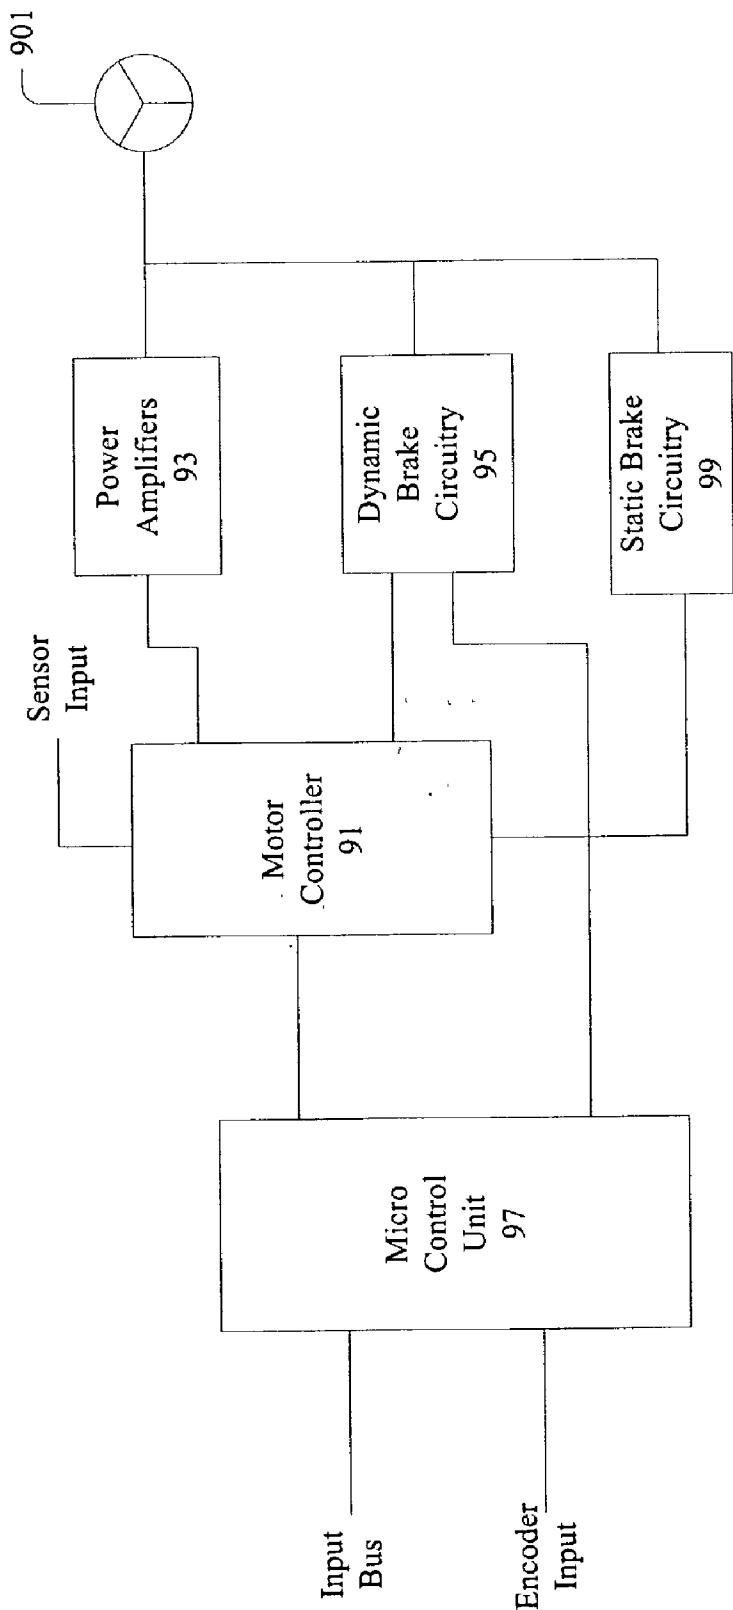 901
Sensor
Input
Power
Amplifiers
93
Dynamic
Brake
Circuitry
95
Static Brake
Circuitry
99
Motor
Controller
91
Micro
Control
Unit
97
Input
Bus
Encoder
Input